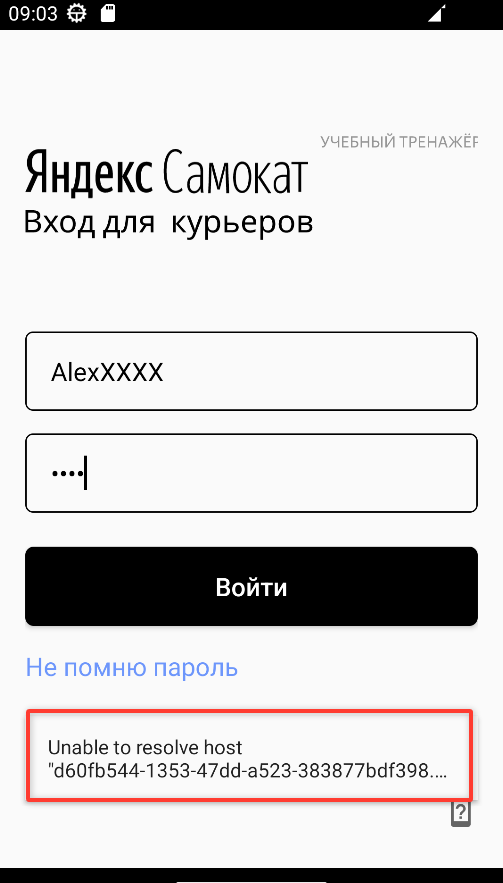 09:03
УЧЕБНЫЙ ТРЕНАЖЁР
Яндекс Самокат
Вход для курьеров
AlexXXXX
••••
Войти
Не помню пароль
Unable to resolve host
"d60fb544-1353-47dd-a523-383877bdf398....
?